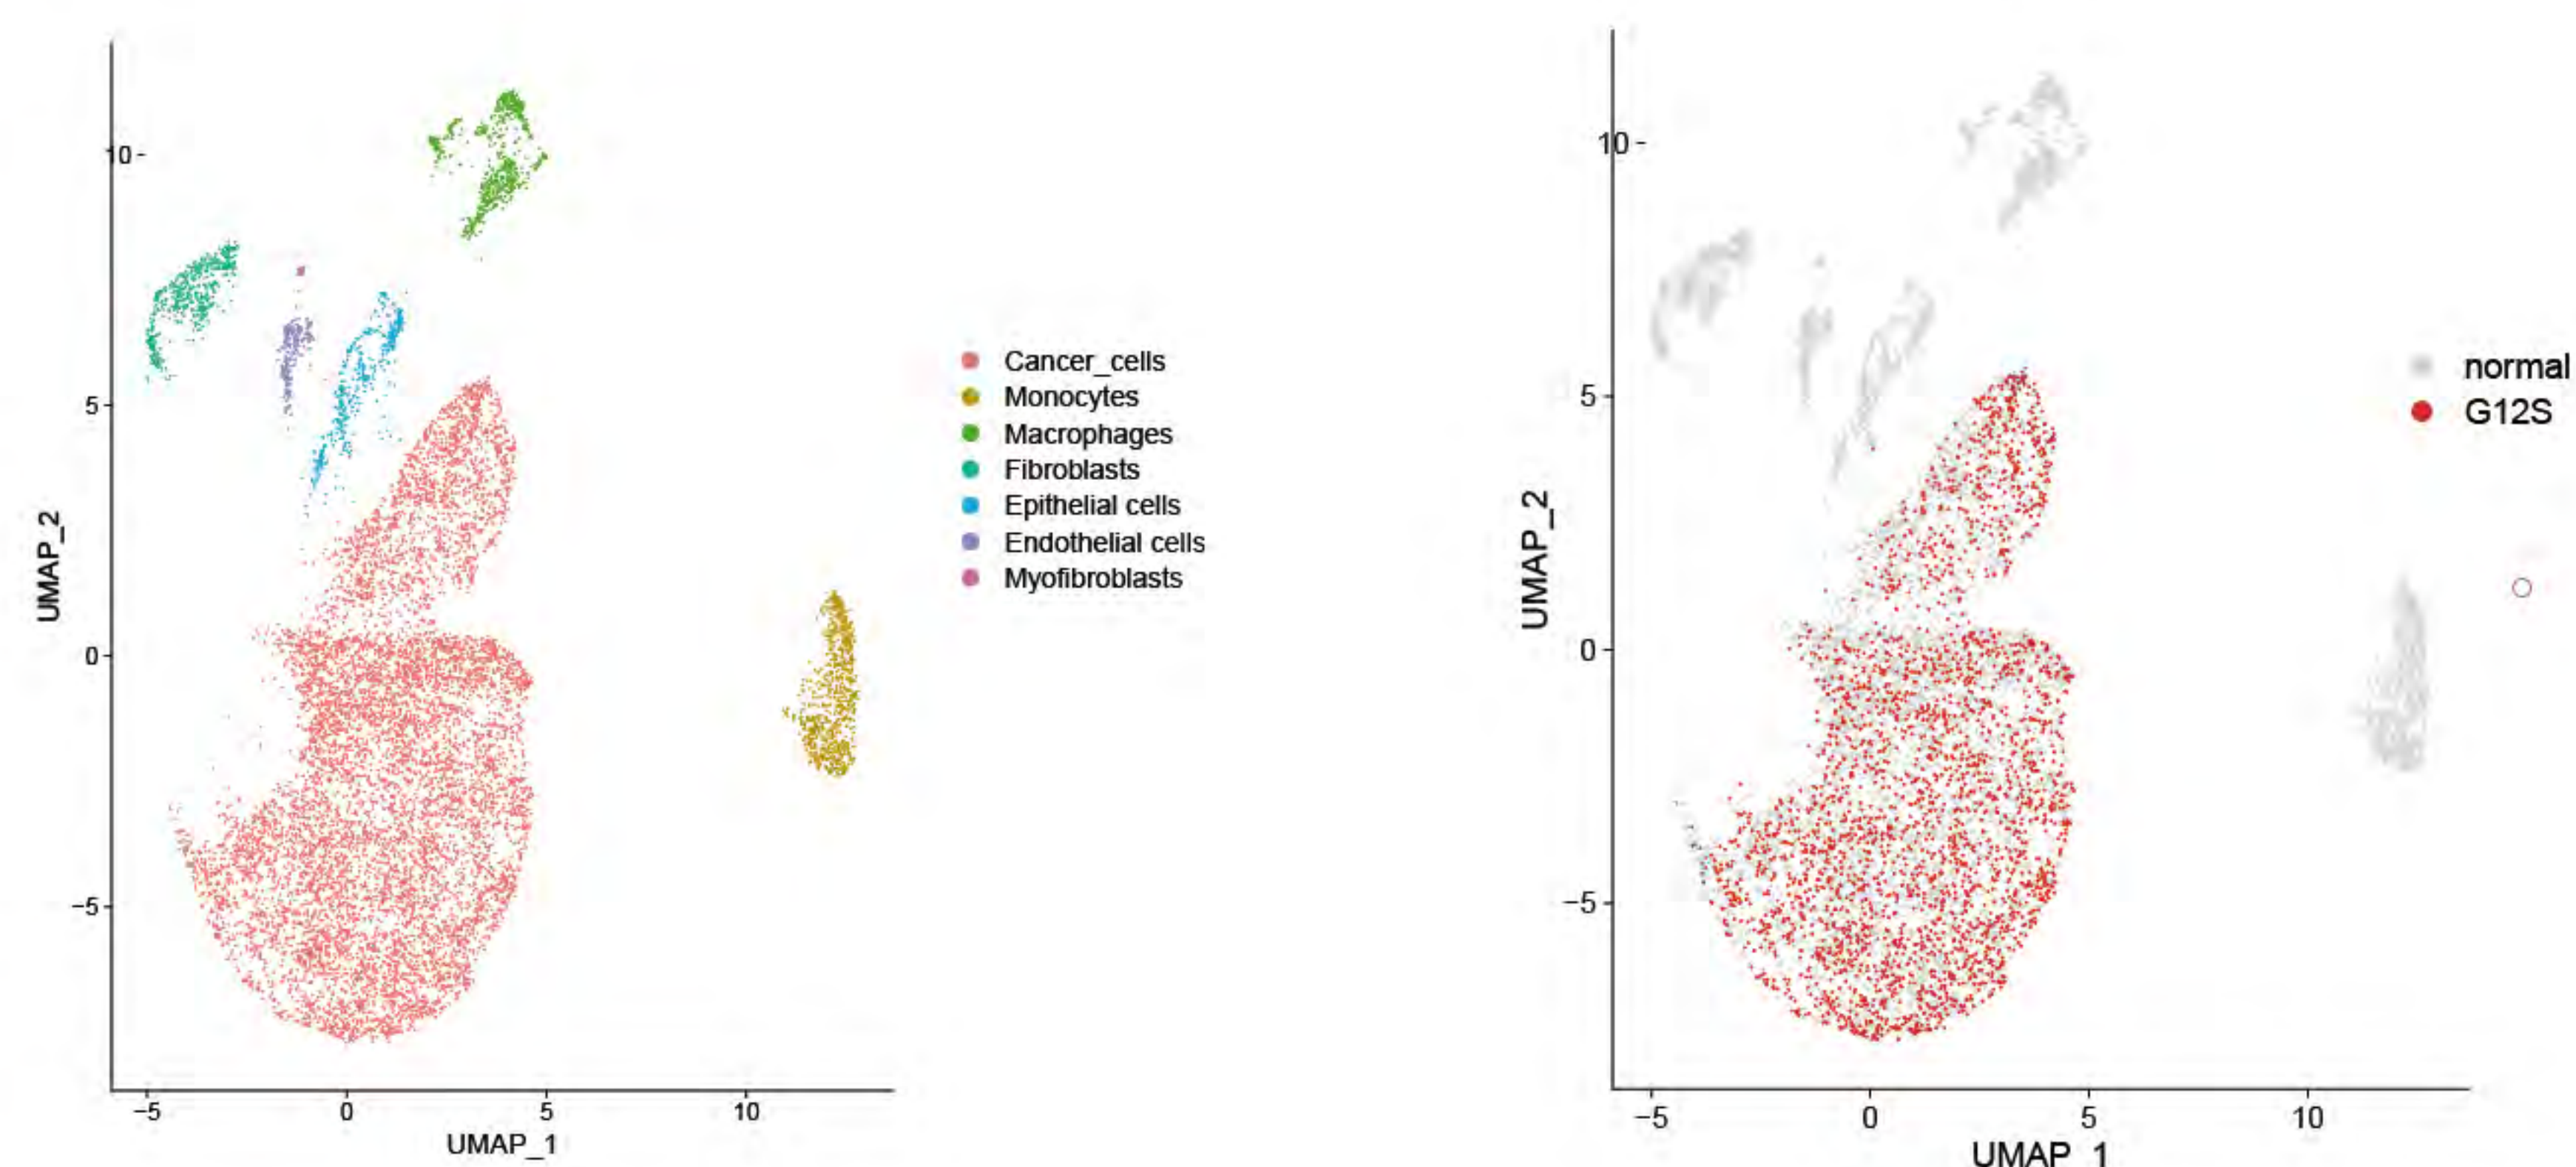 10
5
0
−5
UMAP_2
−5 0 5 10
UMAP_1
Cancer_cells
Monocytes
Macrophages
Fibroblasts
Epithelial cells
Endothelial cells
Myofibroblasts
10
5
0
−5
UMAP_2
−5 0 5 10
UMAP_1
normal
G12S